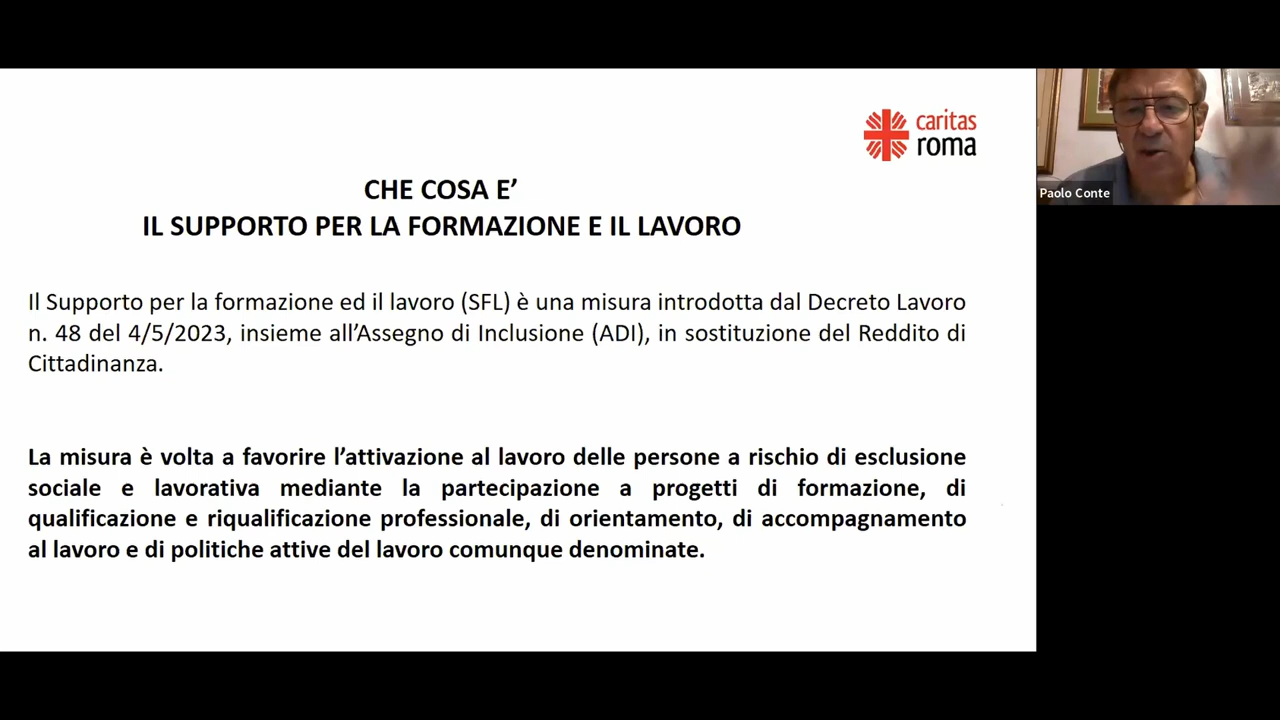 caritas
roma
CHE COSA E’
IL SUPPORTO PER LA FORMAZIONE E IL LAVORO
Il Supporto per la formazione ed il lavoro (SFL) è una misura introdotta dal Decreto Lavoro
n. 48 del 4/5/2023, insieme all’Assegno di Inclusione (ADI), in sostituzione del Reddito di
Cittadinanza.
La misura è volta a favorire l’attivazione al lavoro delle persone a rischio di esclusione
sociale e lavorativa mediante la partecipazione a progetti di formazione, di
qualificazione e riqualificazione professionale, di orientamento, di accompagnamento
al lavoro e di politiche attive del lavoro comunque denominate.
Paolo Conte